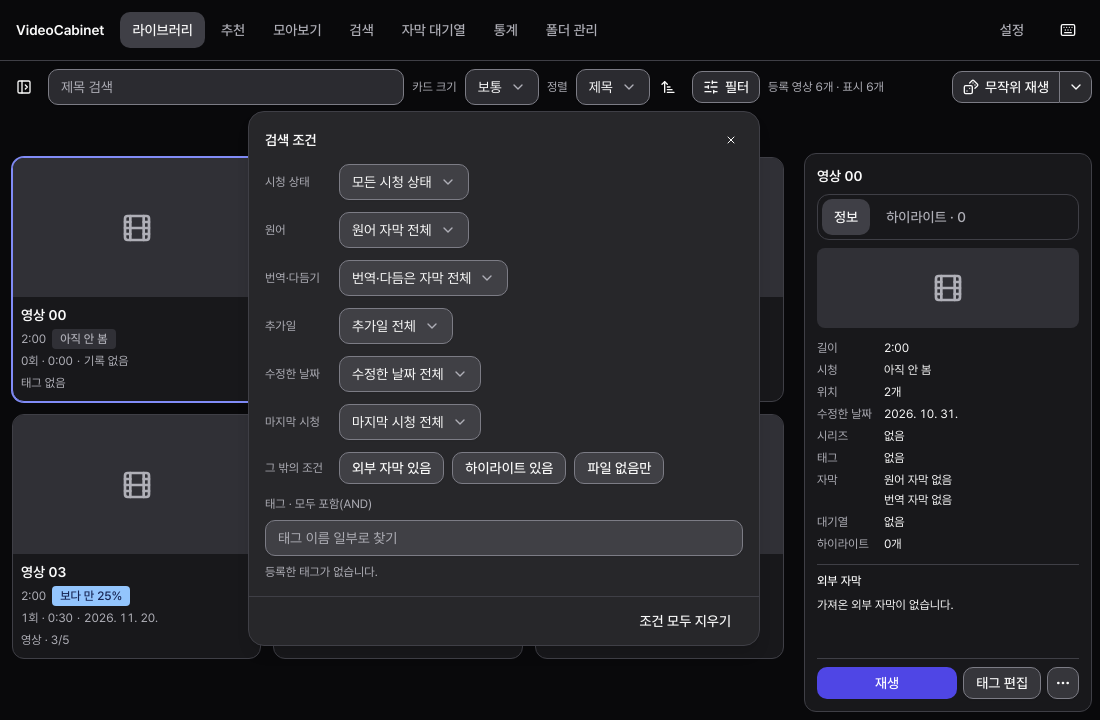 VideoCabinet 라이브러리 추천 모아보기 검색 자막 대기열 통계 폴더 관리 설정
제목 검색 카드 크기 보통 정렬 제목 필터 등록 영상 6개 · 표시 6개 무작위 재생
검색 조건
시청 상태 모든 시청 상태
원어 원어 자막 전체
번역·다듬기 번역·다듬은 자막 전체
추가일 추가일 전체
수정한 날짜 수정한 날짜 전체
마지막 시청 마지막 시청 전체
그 밖의 조건 외부 자막 있음 하이라이트 있음 파일 없음만
태그 · 모두 포함(AND)
태그 이름 일부로 찾기
등록한 태그가 없습니다.
조건 모두 지우기
영상 00
2:00 아직 안 봄
0회 · 0:00 · 기록 없음
태그 없음
영상 03
2:00 보다 만 25%
1회 · 0:30 · 2026. 11. 20.
영상 · 3/5
영상 00
정보 하이라이트 · 0
길이 2:00
시청 아직 안 봄
위치 2개
수정한 날짜 2026. 10. 31.
시리즈 없음
태그 없음
자막 원어 자막 없음
번역 자막 없음
대기열 없음
하이라이트 0개
외부 자막
가져온 외부 자막이 없습니다.
재생 태그 편집